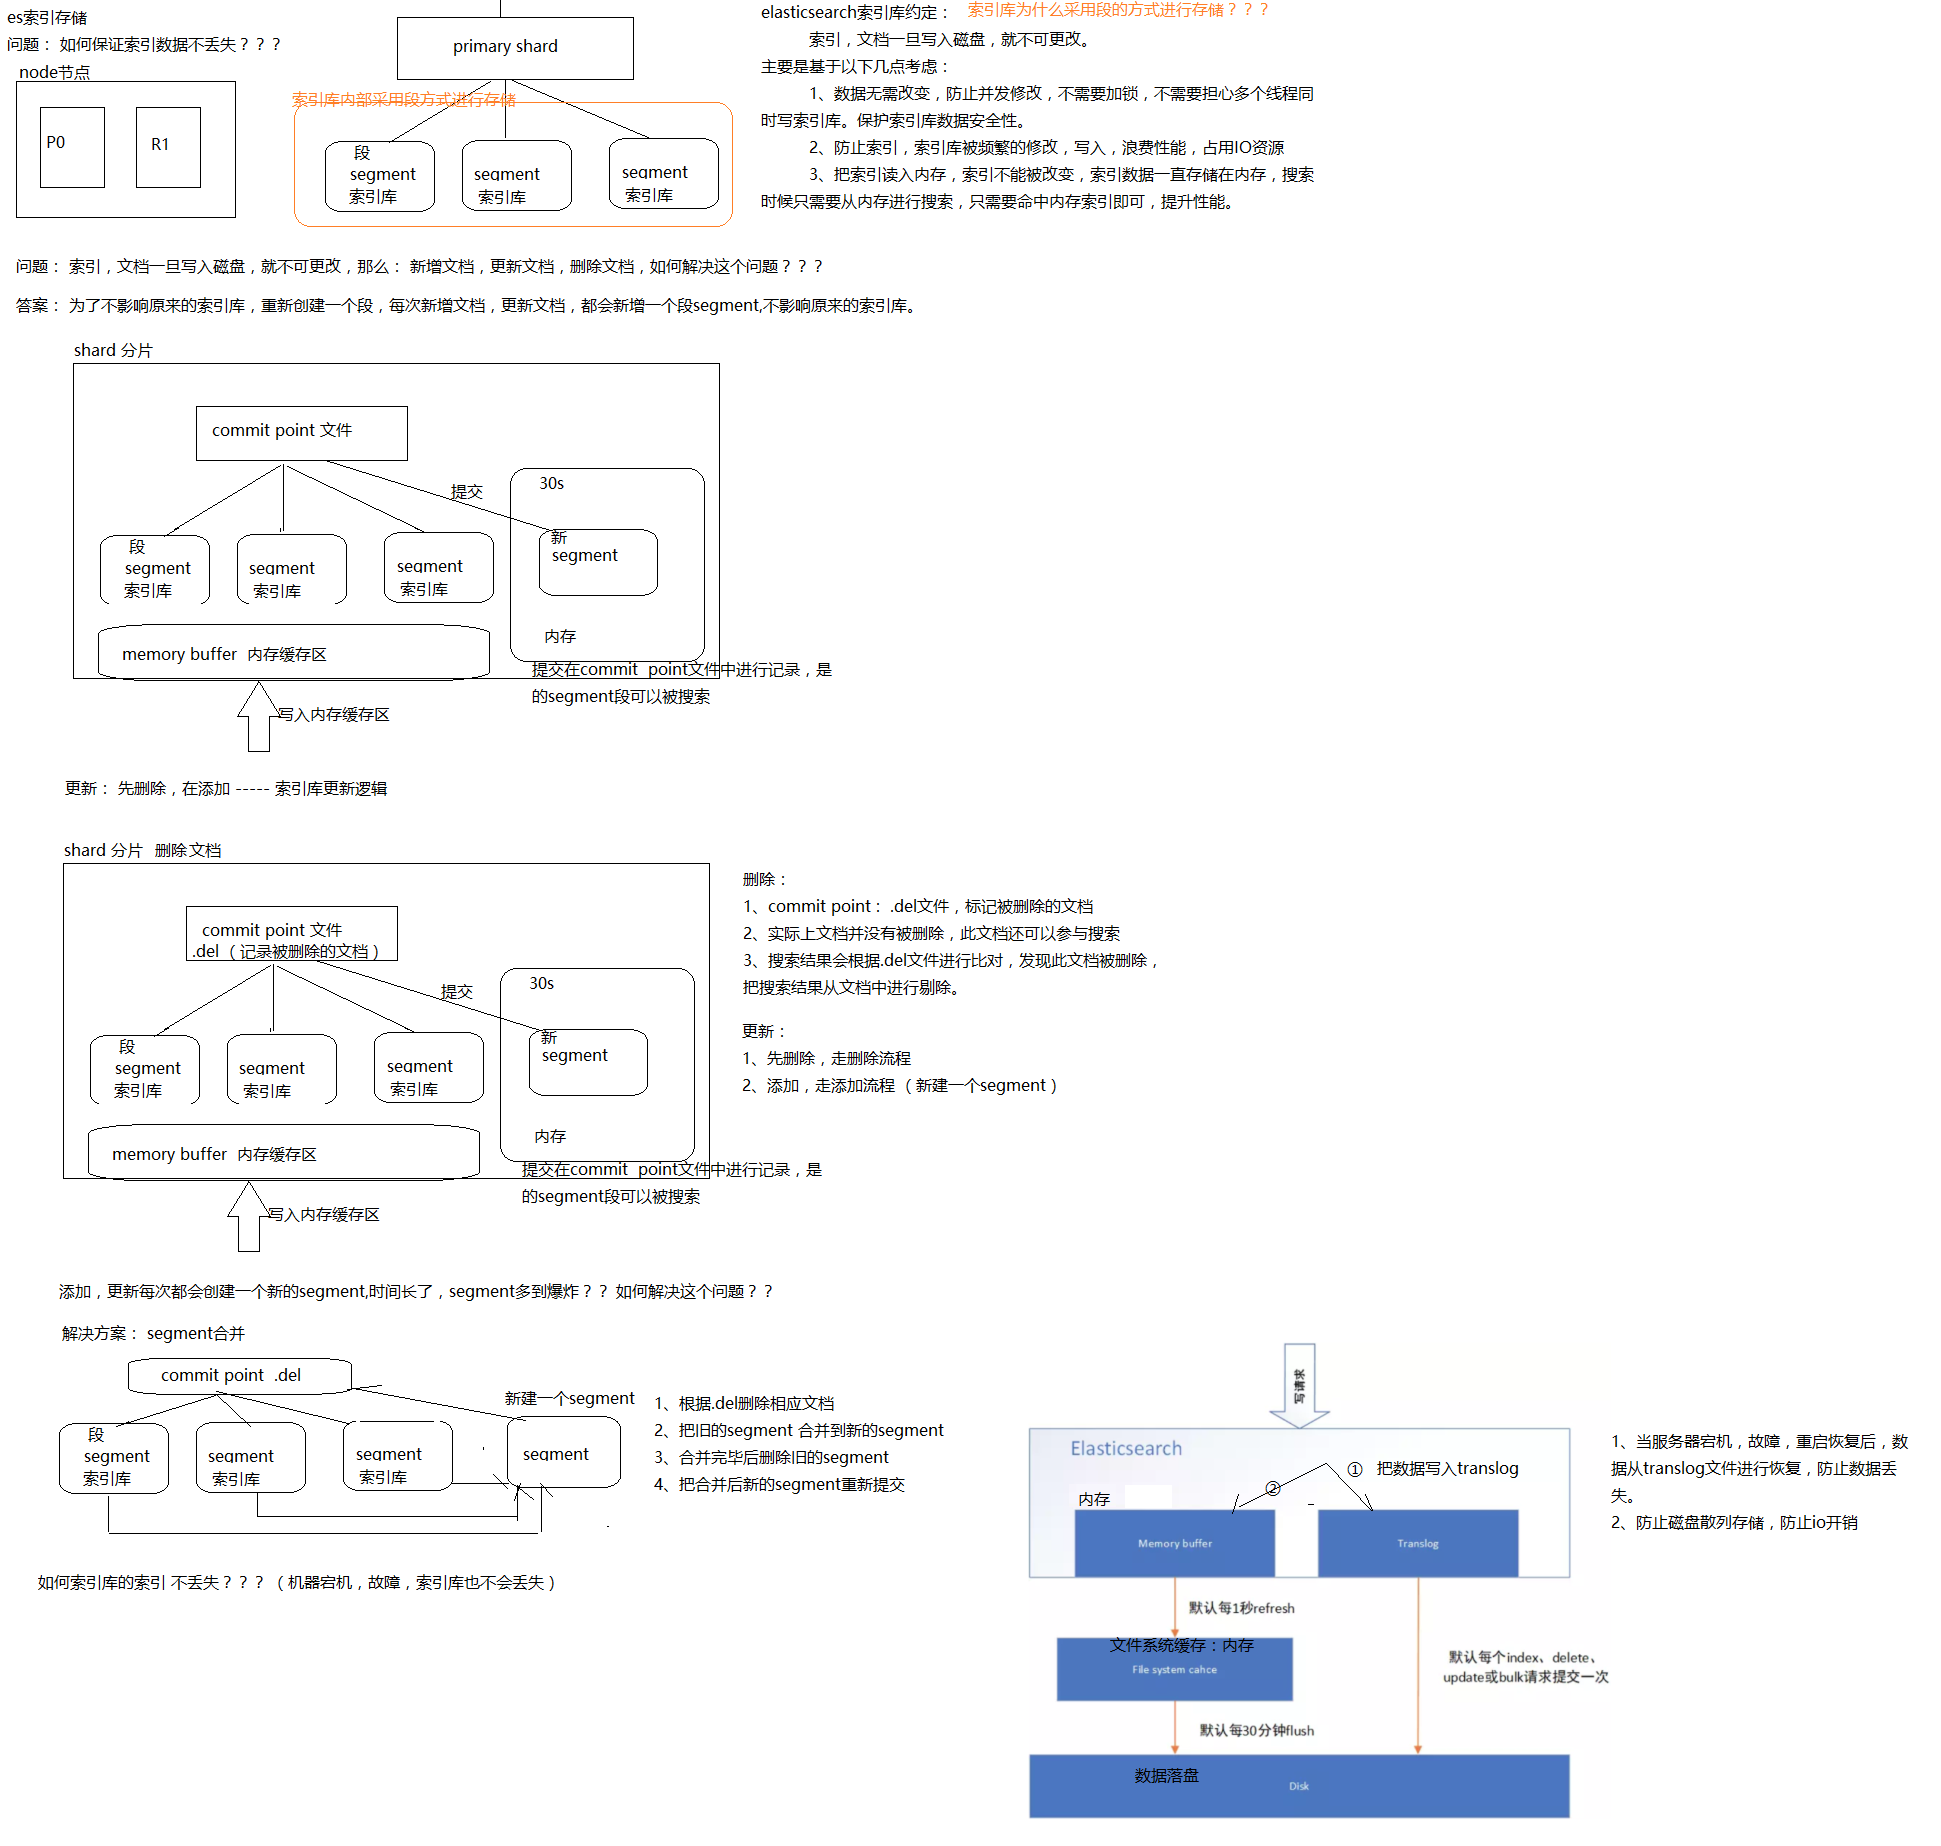 es索引存储
问题： 如何保证索引数据不丢失？？？
node节点
P0
R1
primary shard
索引库内部采用段方式进行存储
段
segment
索引库
segment
索引库
segment
索引库
elasticsearch索引库约定：
索引库为什么采用段的方式进行存储？？？
索引，文档一旦写入磁盘，就不可更改。
主要是基于以下几点考虑：
1、数据无需改变，防止并发修改，不需要加锁，不需要担心多个线程同
时写索引库。保护索引库数据安全性。
2、防止索引，索引库被频繁的修改，写入，浪费性能，占用IO资源
3、把索引读入内存，索引不能被改变，索引数据一直存储在内存，搜索
时候只需要从内存进行搜索，只需要命中内存索引即可，提升性能。
问题： 索引，文档一旦写入磁盘，就不可更改，那么： 新增文档，更新文档，删除文档，如何解决这个问题？？？
答案： 为了不影响原来的索引库，重新创建一个段，每次新增文档，更新文档，都会新增一个段segment,不影响原来的索引库。
shard 分片
commit point 文件
提交
30s
新
segment
内存
段
segment
索引库
segment
索引库
segment
索引库
memory buffer 内存缓存区
提交在commit point文件中进行记录，是
的segment段可以被搜索
写入内存缓存区
更新： 先删除，在添加 ----- 索引库更新逻辑
shard 分片 删除文档
commit point 文件
.del（记录被删除的文档）
提交
30s
新
segment
内存
段
segment
索引库
segment
索引库
segment
索引库
memory buffer 内存缓存区
提交在commit point文件中进行记录，是
的segment段可以被搜索
写入内存缓存区
删除：
1、commit point： .del文件，标记被删除的文档
2、实际上文档并没有被删除，此文档还可以参与搜索
3、搜索结果会根据.del文件进行比对，发现此文档被删除，
把搜索结果从文档中进行剔除。
更新：
1、先删除，走删除流程
2、添加，走添加流程（新建一个segment）
添加，更新每次都会创建一个新的segment,时间长了，segment多到爆炸？？ 如何解决这个问题？？
解决方案： segment合并
commit point .del
段
segment
索引库
segment
索引库
segment
索引库
新建一个segment
segment
1、根据.del删除相应文档
2、把旧的segment 合并到新的segment
3、合并完毕后删除旧的segment
4、把合并后新的segment重新提交
如何索引库的索引 不丢失？？？（机器宕机，故障，索引库也不会丢失）
写请求
Elasticsearch
① 把数据写入translog
②
内存
Memory buffer
Translog
默认每1秒refresh
文件系统缓存：内存
File system cahce
默认每个index、delete、
update或bulk请求提交一次
默认每30分钟flush
数据落盘
Disk
1、当服务器宕机，故障，重启恢复后，数
据从translog文件进行恢复，防止数据丢
失。
2、防止磁盘散列存储，防止io开销